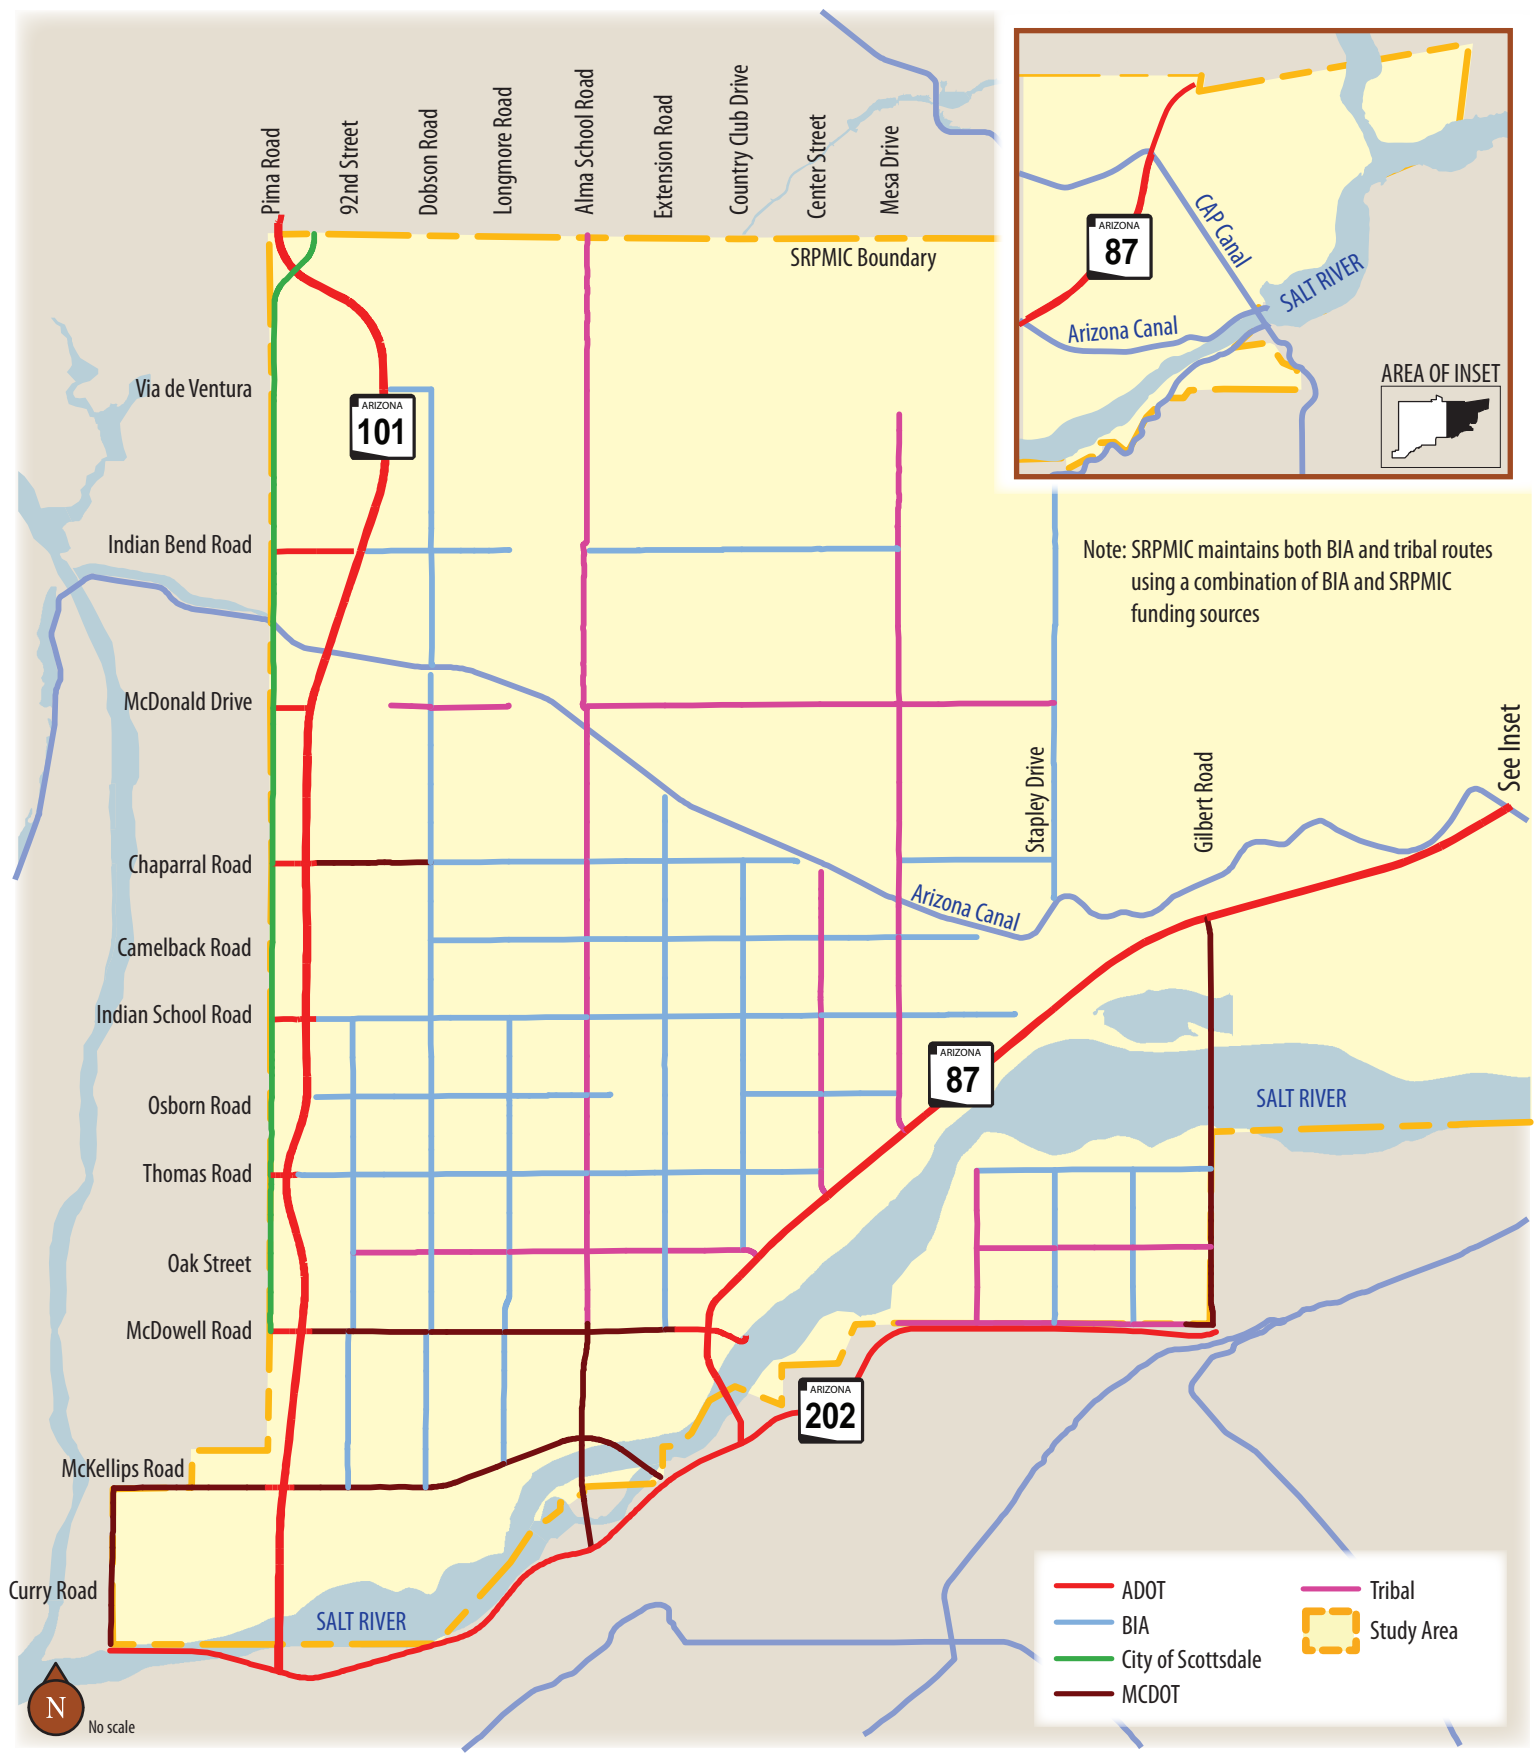 Pima Road
92nd Street
Dobson Road
Longmore Road
Alma School Road
Extension Road
Country Club Drive
Center Street
Mesa Drive
SRPMIC Boundary
ARIZONA
87
CAP Canal
SALT RIVER
Arizona Canal
AREA OF INSET
Via de Ventura
ARIZONA
101
Indian Bend Road
Note: SRPMIC maintains both BIA and tribal routes
using a combination of BIA and SRPMIC
funding sources
McDonald Drive
Stapley Drive
Gilbert Road
See Inset
Chaparral Road
Arizona Canal
Camelback Road
Indian School Road
ARIZONA
87
Osborn Road
SALT RIVER
Thomas Road
Oak Street
McDowell Road
ARIZONA
202
McKellips Road
Curry Road
SALT RIVER
N
No scale
ADOT
BIA
City of Scottsdale
MCDOT
Tribal
Study Area